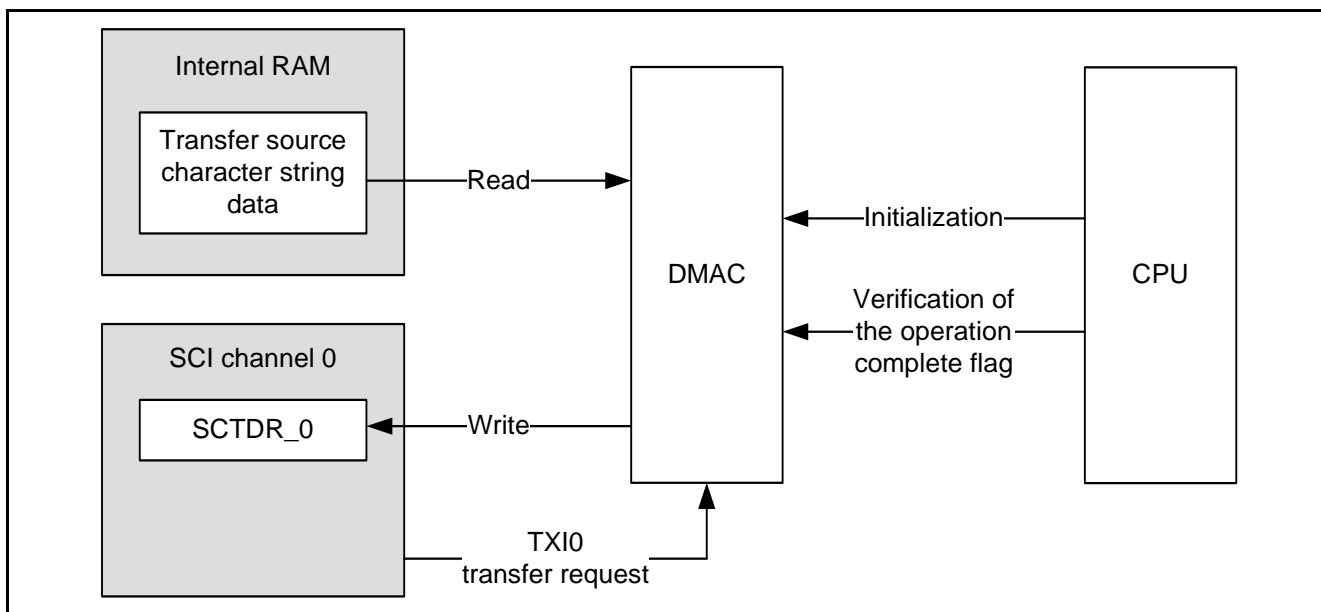 Internal RAM
Transfer source
character string
data
Read
DMAC
Initialization
CPU
Verification of
the operation
complete flag
SCI channel 0
SCTDR_0
Write
TXI0
transfer request